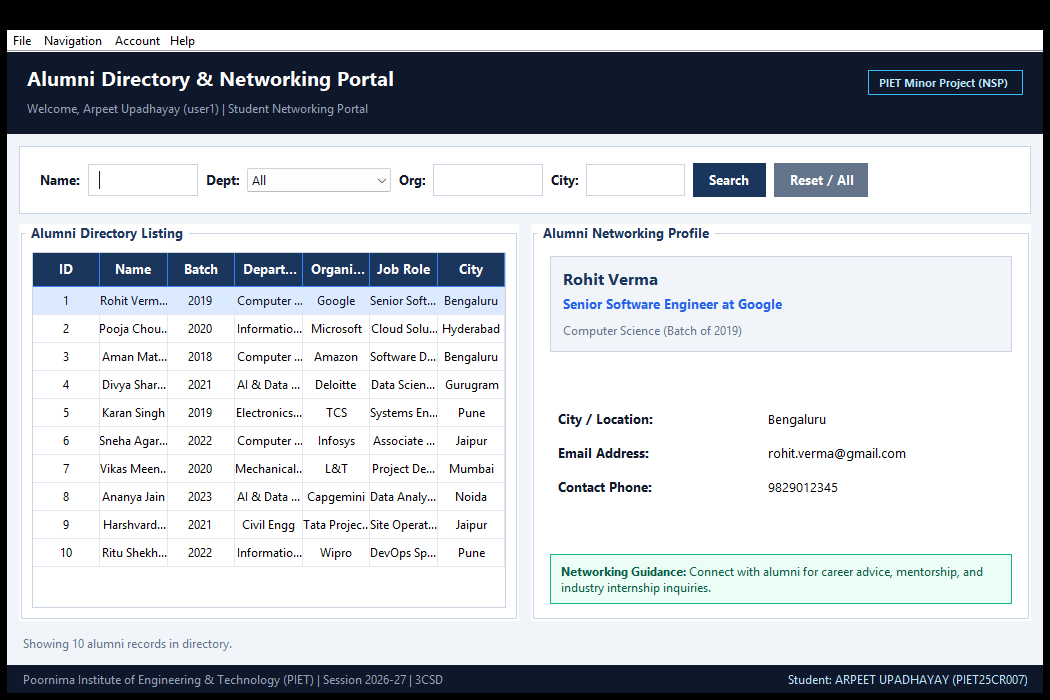 File Navigation Account Help
Alumni Directory & Networking Portal
Welcome, Arpeet Upadhayay (user1) | Student Networking Portal
PIET Minor Project (NSP)
Name: Dept: All Org: City: Search Reset / All
Alumni Directory Listing
ID Name Batch Depart... Organi... Job Role City
1 Rohit Verm... 2019 Computer ... Google Senior Soft... Bengaluru
2 Pooja Chou... 2020 Informatio... Microsoft Cloud Solu... Hyderabad
3 Aman Mat... 2018 Computer ... Amazon Software D... Bengaluru
4 Divya Shar... 2021 AI & Data ... Deloitte Data Scien... Gurugram
5 Karan Singh 2019 Electronics... TCS Systems En... Pune
6 Sneha Agar... 2022 Computer ... Infosys Associate ... Jaipur
7 Vikas Meen... 2020 Mechanical... L&T Project De... Mumbai
8 Ananya Jain 2023 AI & Data ... Capgemini Data Analy... Noida
9 Harshvard... 2021 Civil Engg Tata Projec... Site Operat... Jaipur
10 Ritu Shekh... 2022 Informatio... Wipro DevOps Sp... Pune
Alumni Networking Profile
Rohit Verma
Senior Software Engineer at Google
Computer Science (Batch of 2019)
City / Location: Bengaluru
Email Address: rohit.verma@gmail.com
Contact Phone: 9829012345
Networking Guidance: Connect with alumni for career advice, mentorship, and
industry internship inquiries.
Showing 10 alumni records in directory.
Poornima Institute of Engineering & Technology (PIET) | Session 2026-27 | 3CSD
Student: ARPEET UPADHAYAY (PIET25CR007)